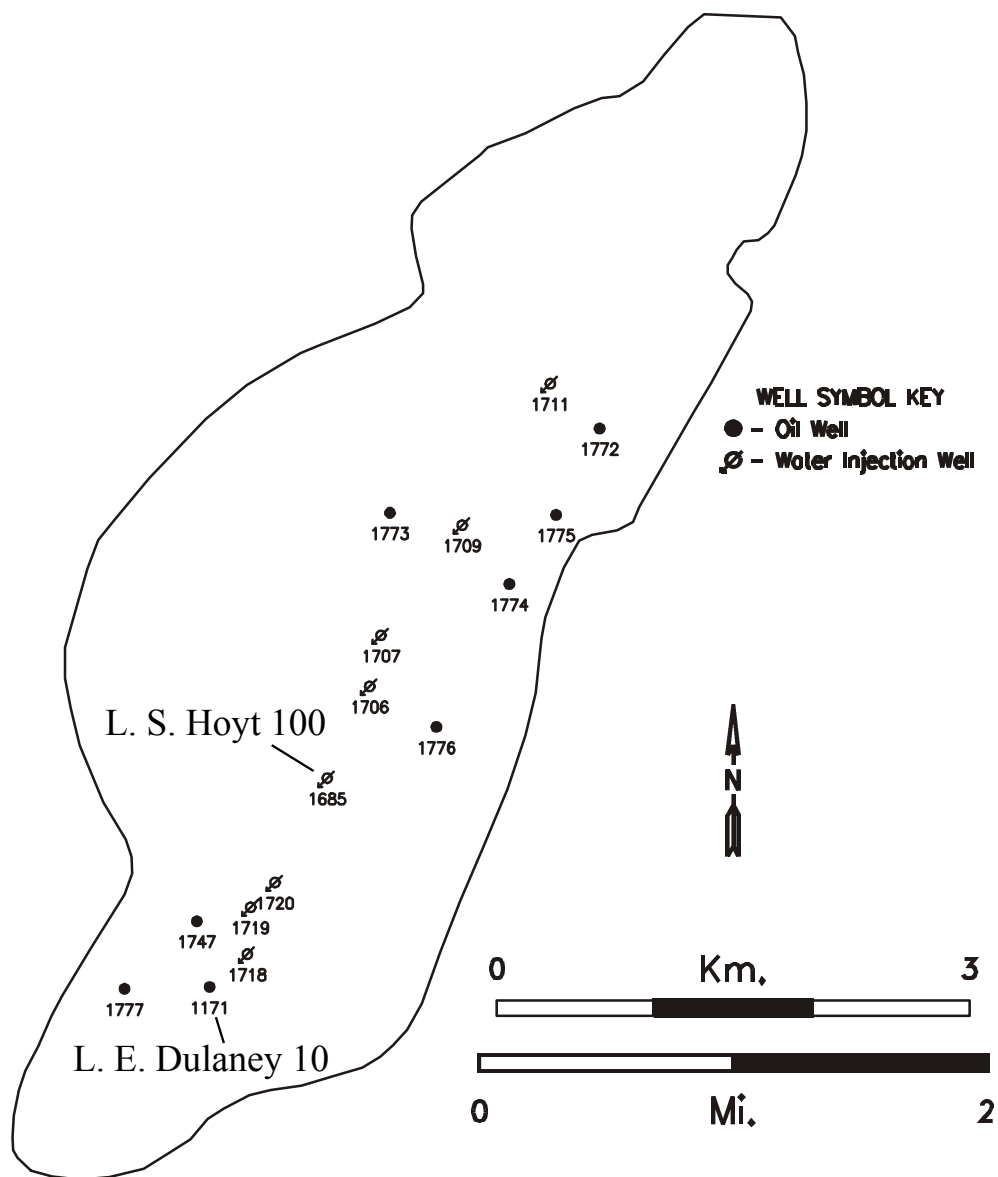 1711
WELL SYMBOL KEY
- Oil Well
1772
- Water Injection Well
1773
1709
1775
1774
1707
1706
L. S. Hoyt 100
1776
1685
N
1720
1719
1747
1718
0 Km. 3
1777
1171
L. E. Dulaney 10
0 Mi. 2